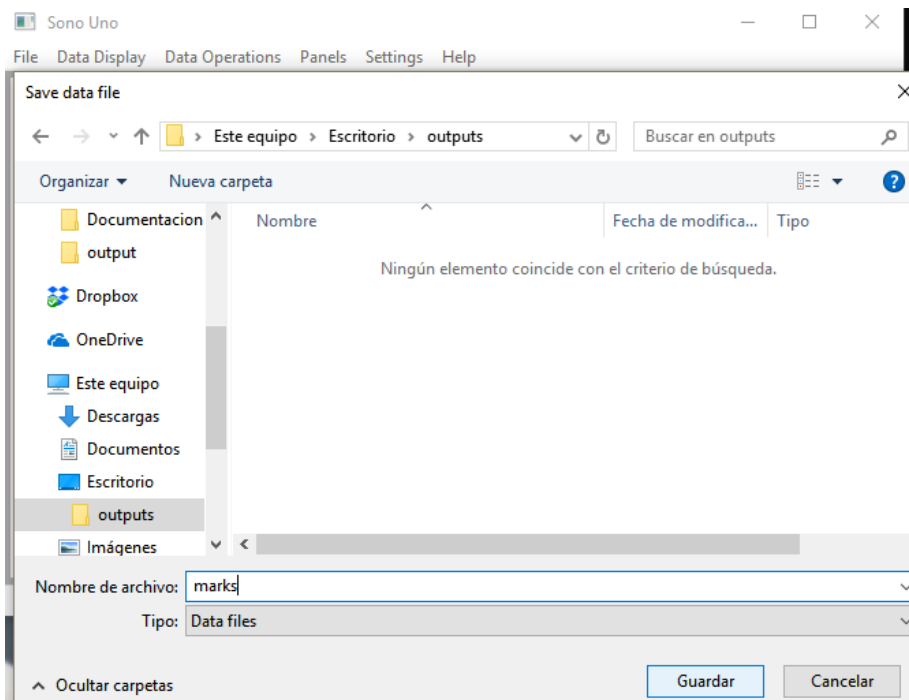 Sono Uno
File Data Display Data Operations Panels Settings Help
Save data file
Este equipo > Escritorio > outputs
Buscar en outputs
Organizar
Nueva carpeta
?
Nombre
Fecha de modifica...
Tipo
Documentacion
output
Ningún elemento coincide con el criterio de búsqueda.
Dropbox
OneDrive
Este equipo
Descargas
Documentos
Escritorio
outputs
Imágenes
Nombre de archivo: marks
Tipo: Data files
Ocultar carpetas
Guardar
Cancelar